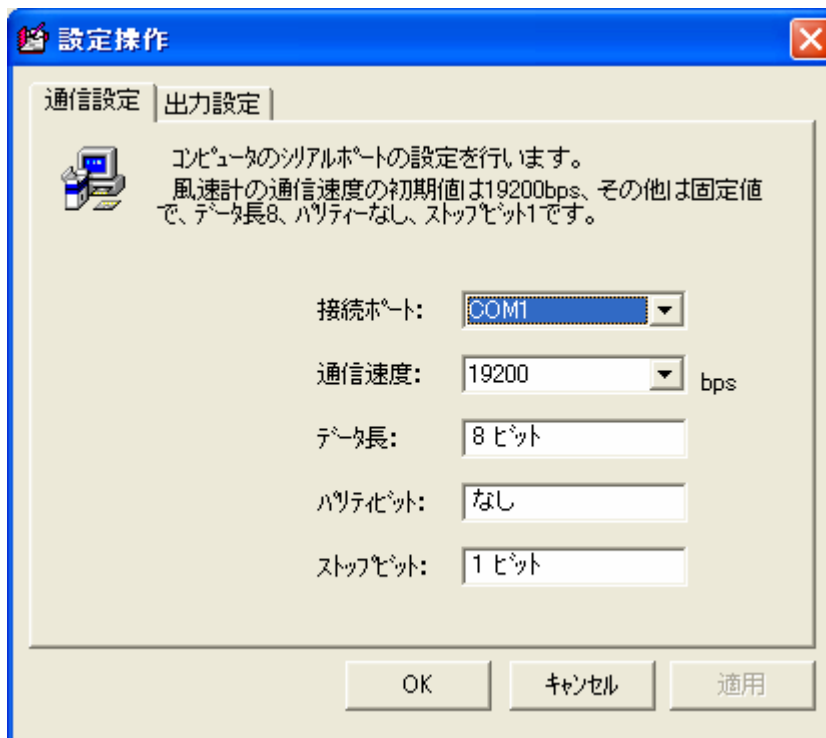 設定操作
通信設定 出力設定
ｺﾝﾋﾟｭｰﾀのｼﾘｱﾙﾎﾟｰﾄの設定を行います。
風速計の通信速度の初期値は19200bps、その他は固定値
で、ﾃﾞｰﾀ長8、ﾊﾟﾘﾃｨｰなし、ｽﾄｯﾌﾟﾋﾞｯﾄ1です。
接続ﾎﾟｰﾄ: COM1
通信速度: 19200 bps
ﾃﾞｰﾀ長: 8 ﾋﾞｯﾄ
ﾊﾟﾘﾃｨﾋﾞｯﾄ: なし
ｽﾄｯﾌﾟﾋﾞｯﾄ: 1 ﾋﾞｯﾄ
OK ｷｬﾝｾﾙ 適用